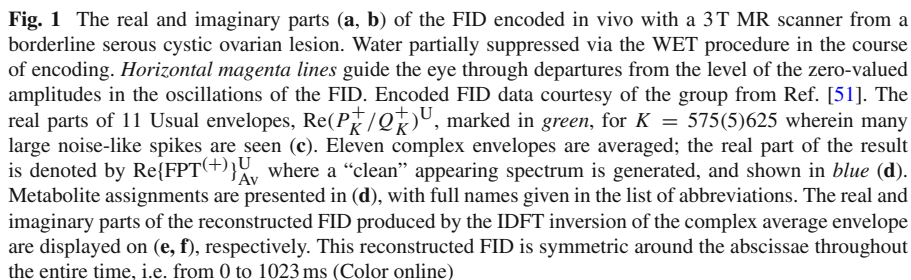 Fig. 1 The real and imaginary parts (a, b) of the FID encoded in vivo with a 3 T MR scanner from a
borderline serous cystic ovarian lesion. Water partially suppressed via the WET procedure in the course
of encoding. Horizontal magenta lines guide the eye through departures from the level of the zero-valued
amplitudes in the oscillations of the FID. Encoded FID data courtesy of the group from Ref. [51]. The
real parts of 11 Usual envelopes, Re(P_K^+/Q_K^+)^U, marked in green, for K = 575(5)625 wherein many
large noise-like spikes are seen (c). Eleven complex envelopes are averaged; the real part of the result
is denoted by Re{FPT^(+)}_Av^U where a “clean” appearing spectrum is generated, and shown in blue (d).
Metabolite assignments are presented in (d), with full names given in the list of abbreviations. The real and
imaginary parts of the reconstructed FID produced by the IDFT inversion of the complex average envelope
are displayed on (e, f), respectively. This reconstructed FID is symmetric around the abscissae throughout
the entire time, i.e. from 0 to 1023 ms (Color online)